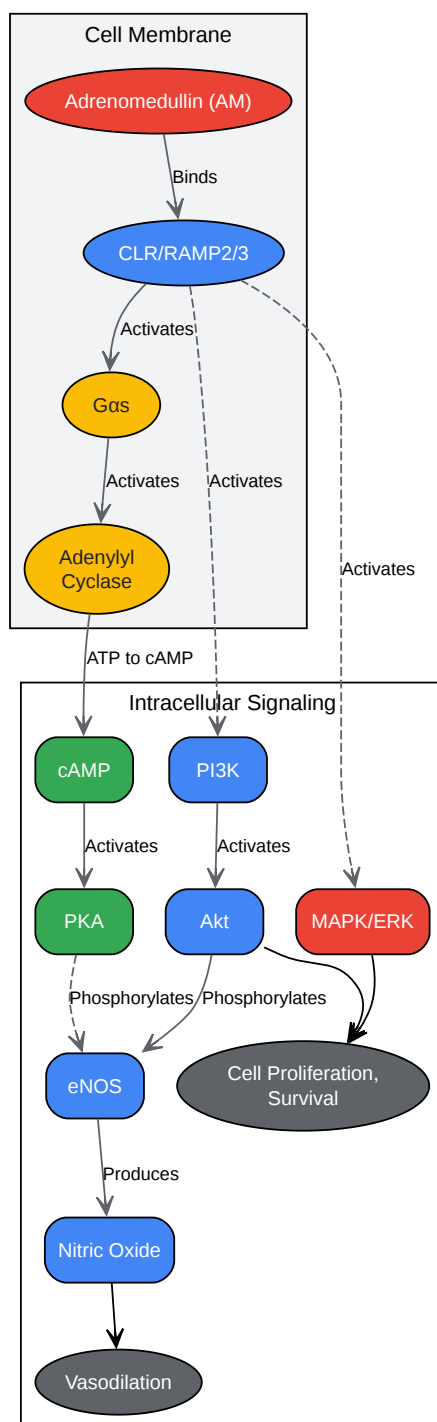 Cell Membrane
Adrenomedullin (AM)
Binds
CLR/RAMP2/3
Activates
Gαs
Activates
Activates
Activates
Adenylyl
Cyclase
ATP to cAMP
Intracellular Signaling
cAMP
PI3K
Activates
Activates
PKA
Akt
MAPK/ERK
Phosphorylates
Phosphorylates
eNOS
Cell Proliferation,
Survival
Produces
Nitric Oxide
Vasodilation